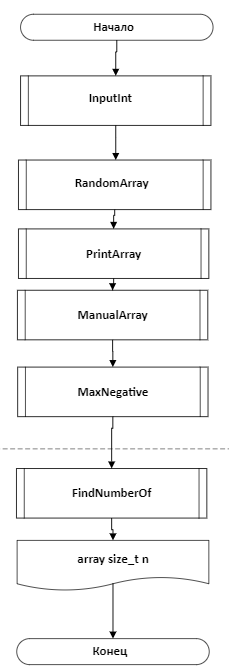 Начало
InputInt
RandomArray
PrintArray
ManualArray
MaxNegative
FindNumberOf
array size_t n
Конец